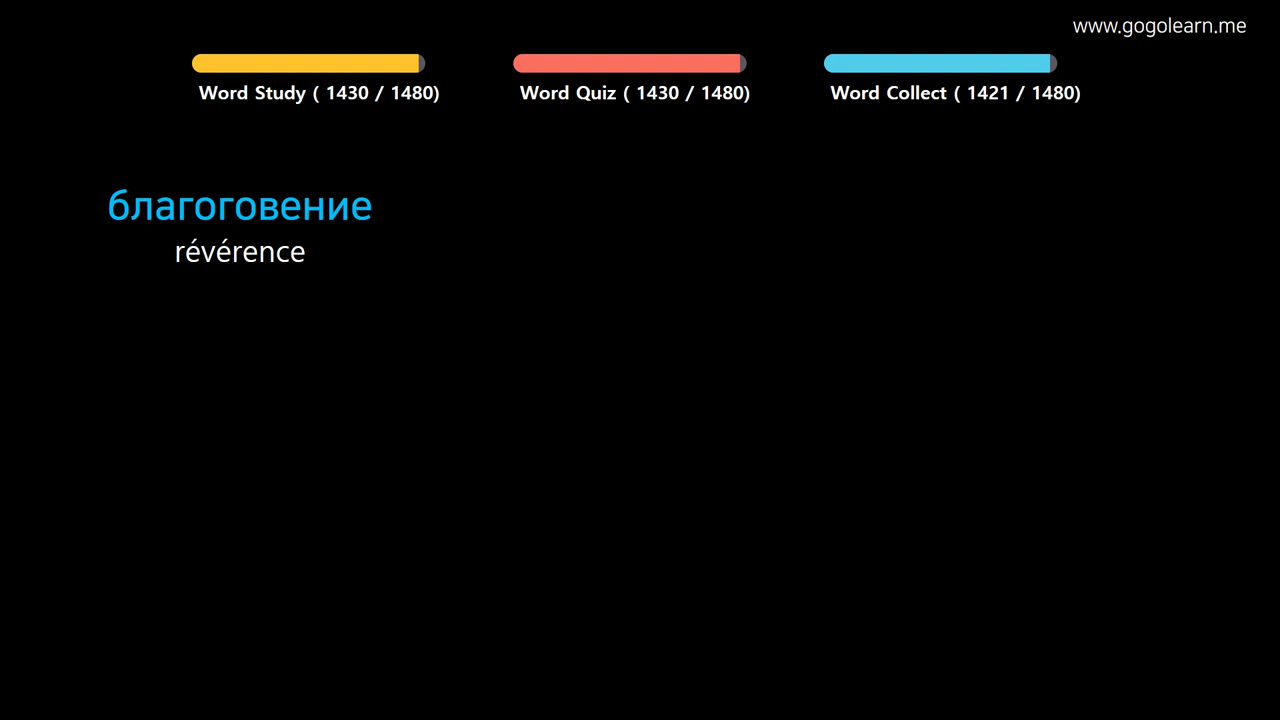 www.gogolearn.me
Word Study ( 1430 / 1480)
Word Quiz ( 1430 / 1480)
Word Collect ( 1421 / 1480)
благоговение
révérence